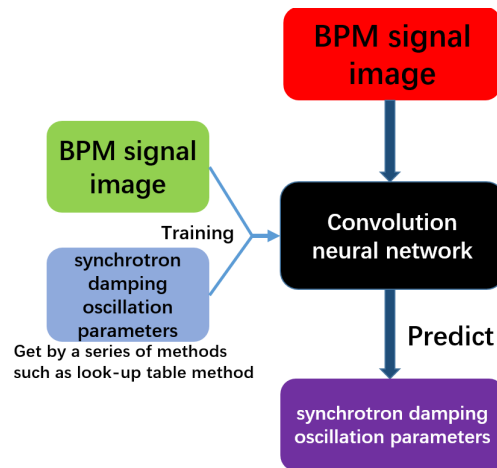 BPM signal
image
BPM signal
image
Training
Convolution
neural network
synchrotron
damping
oscillation
parameters
Get by a series of methods
such as look-up table method
Predict
synchrotron damping
oscillation parameters